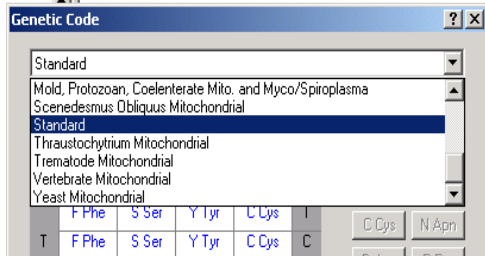 Genetic Code
Standard
Mold, Protozoan, Coelenterate Mito. and Myco/Spiroplasma
Scenedesmus Obliquus Mitochondrial
Standard
Thraustochytrium Mitochondrial
Trematode Mitochondrial
Vertebrate Mitochondrial
Yeast Mitochondrial
F Phe S Ser Y Tyr C Cys T
C Cys N Apn
T F Phe S Ser Y Tyr C Cys C